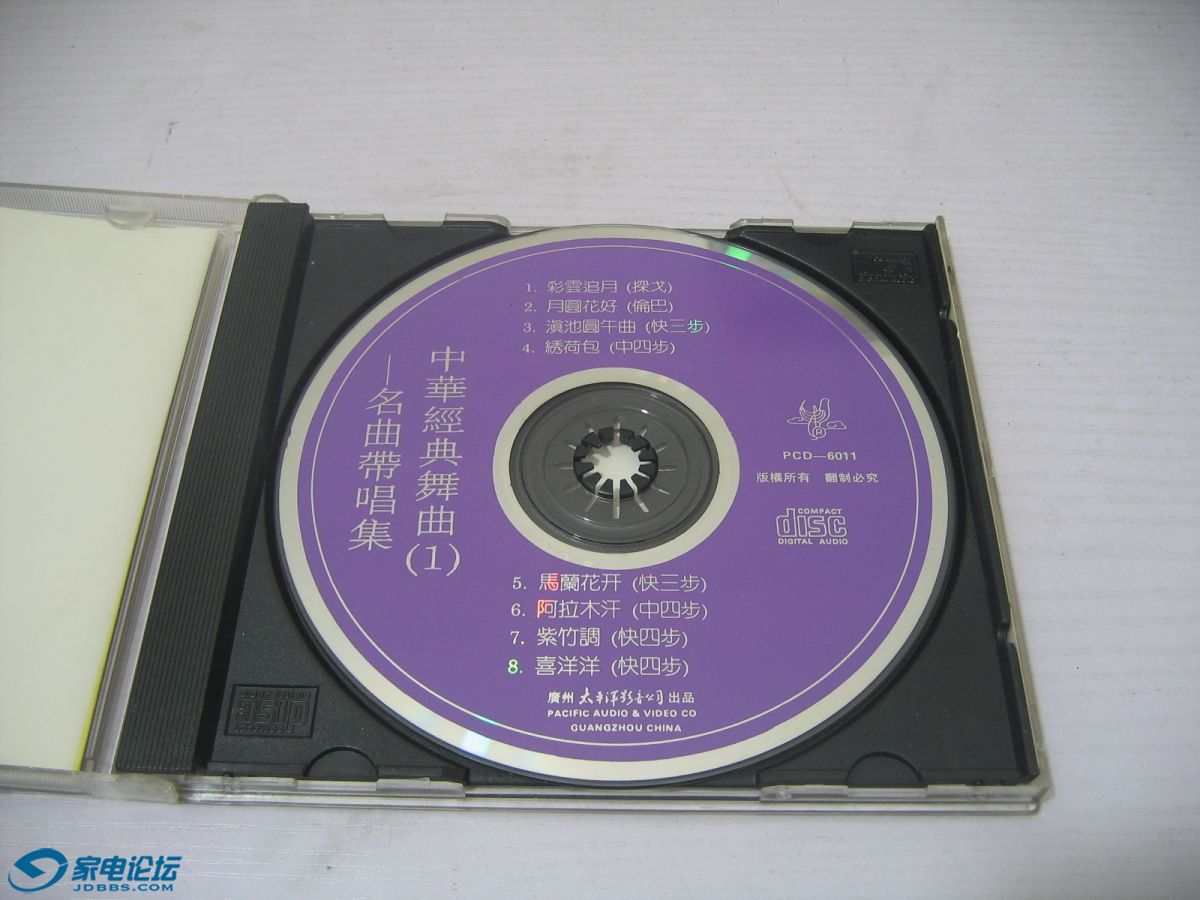 1. 彩雲追月 (探戈)
2. 月圓花好 (倫巴)
3. 滇池圓午曲 (快三步)
4. 綉荷包 (中四步)
中華經典舞曲(1)
—名曲帶唱集
R
PCD—6011
版權所有 翻制必究
COMPACT
disc
DIGITAL AUDIO
5. 馬蘭花开 (快三步)
6. 阿拉木汗 (中四步)
7. 紫竹調 (快四步)
8. 喜洋洋 (快四步)
廣州 太平洋影音公司 出品
PACIFIC AUDIO & VIDEO CO
GUANGZHOU CHINA
家电论坛
JDBBS.COM